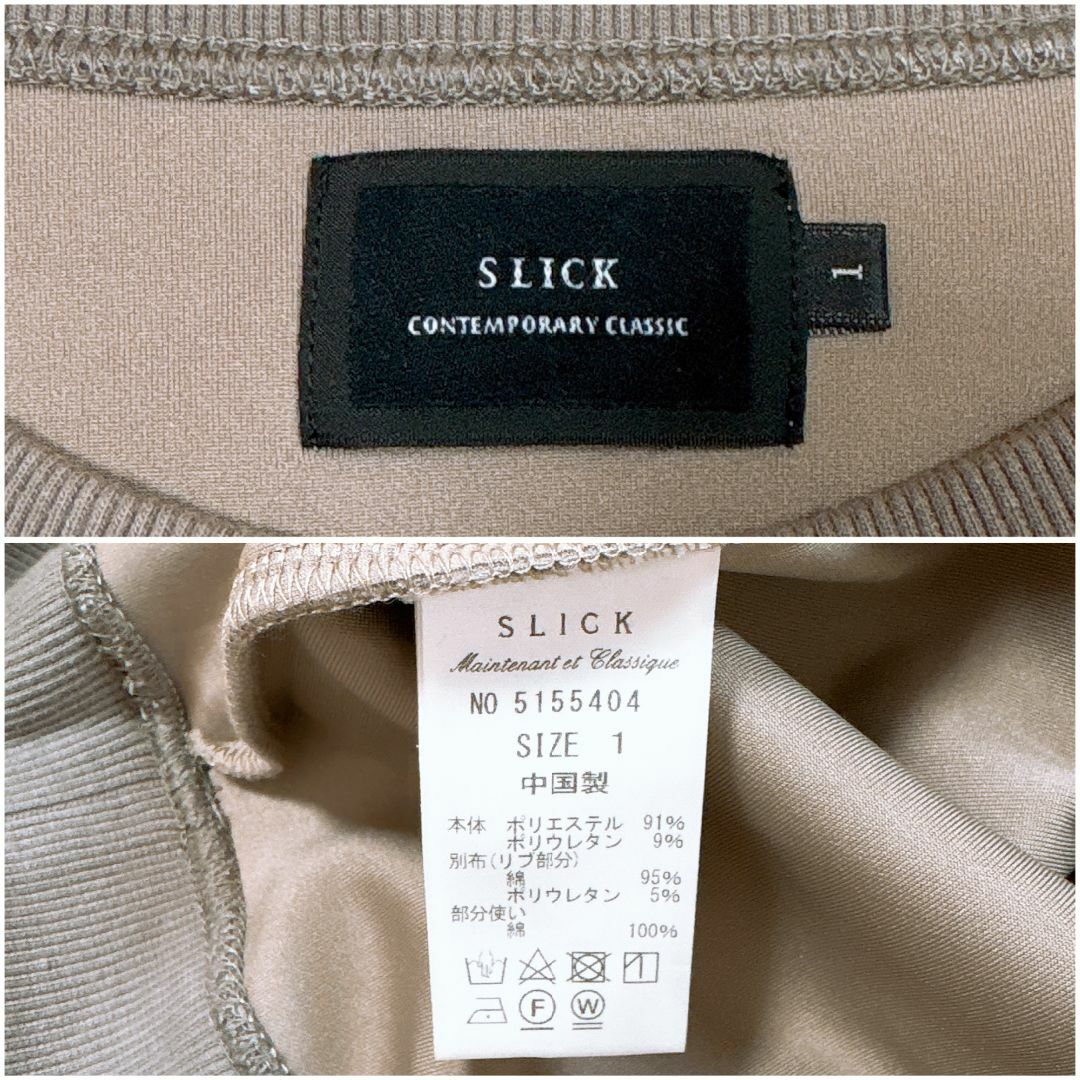 SLICK
CONTEMPORARY CLASSIC
1
SLICK
Maintenant et Classique
NO 5155404
SIZE 1
中国製
本体 ポリエステル 91%
ポリウレタン 9%
別布(リブ部分)
綿 95%
ポリウレタン 5%
部分使い
綿 100%
F W